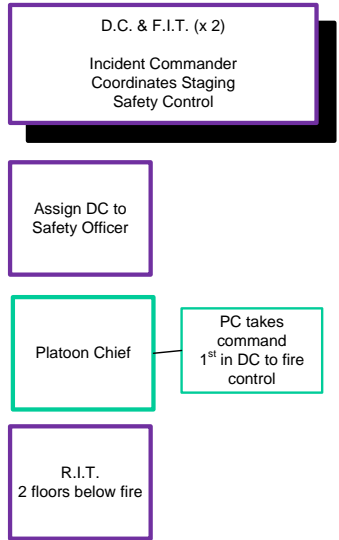 D.C. & F.I.T. (x 2)
Incident Commander
Coordinates Staging
Safety Control
Assign DC to
Safety Officer
Platoon Chief
PC takes
command
1st in DC to fire
control
R.I.T.
2 floors below fire